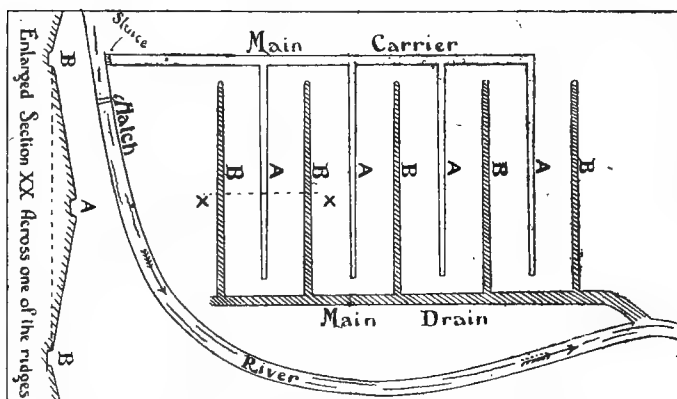 Sluice
Main Carrier
Hatch
B A B A B A B A B
X X
Main Drain
River
B A B
Enlarged Section XX Across one of the ridges